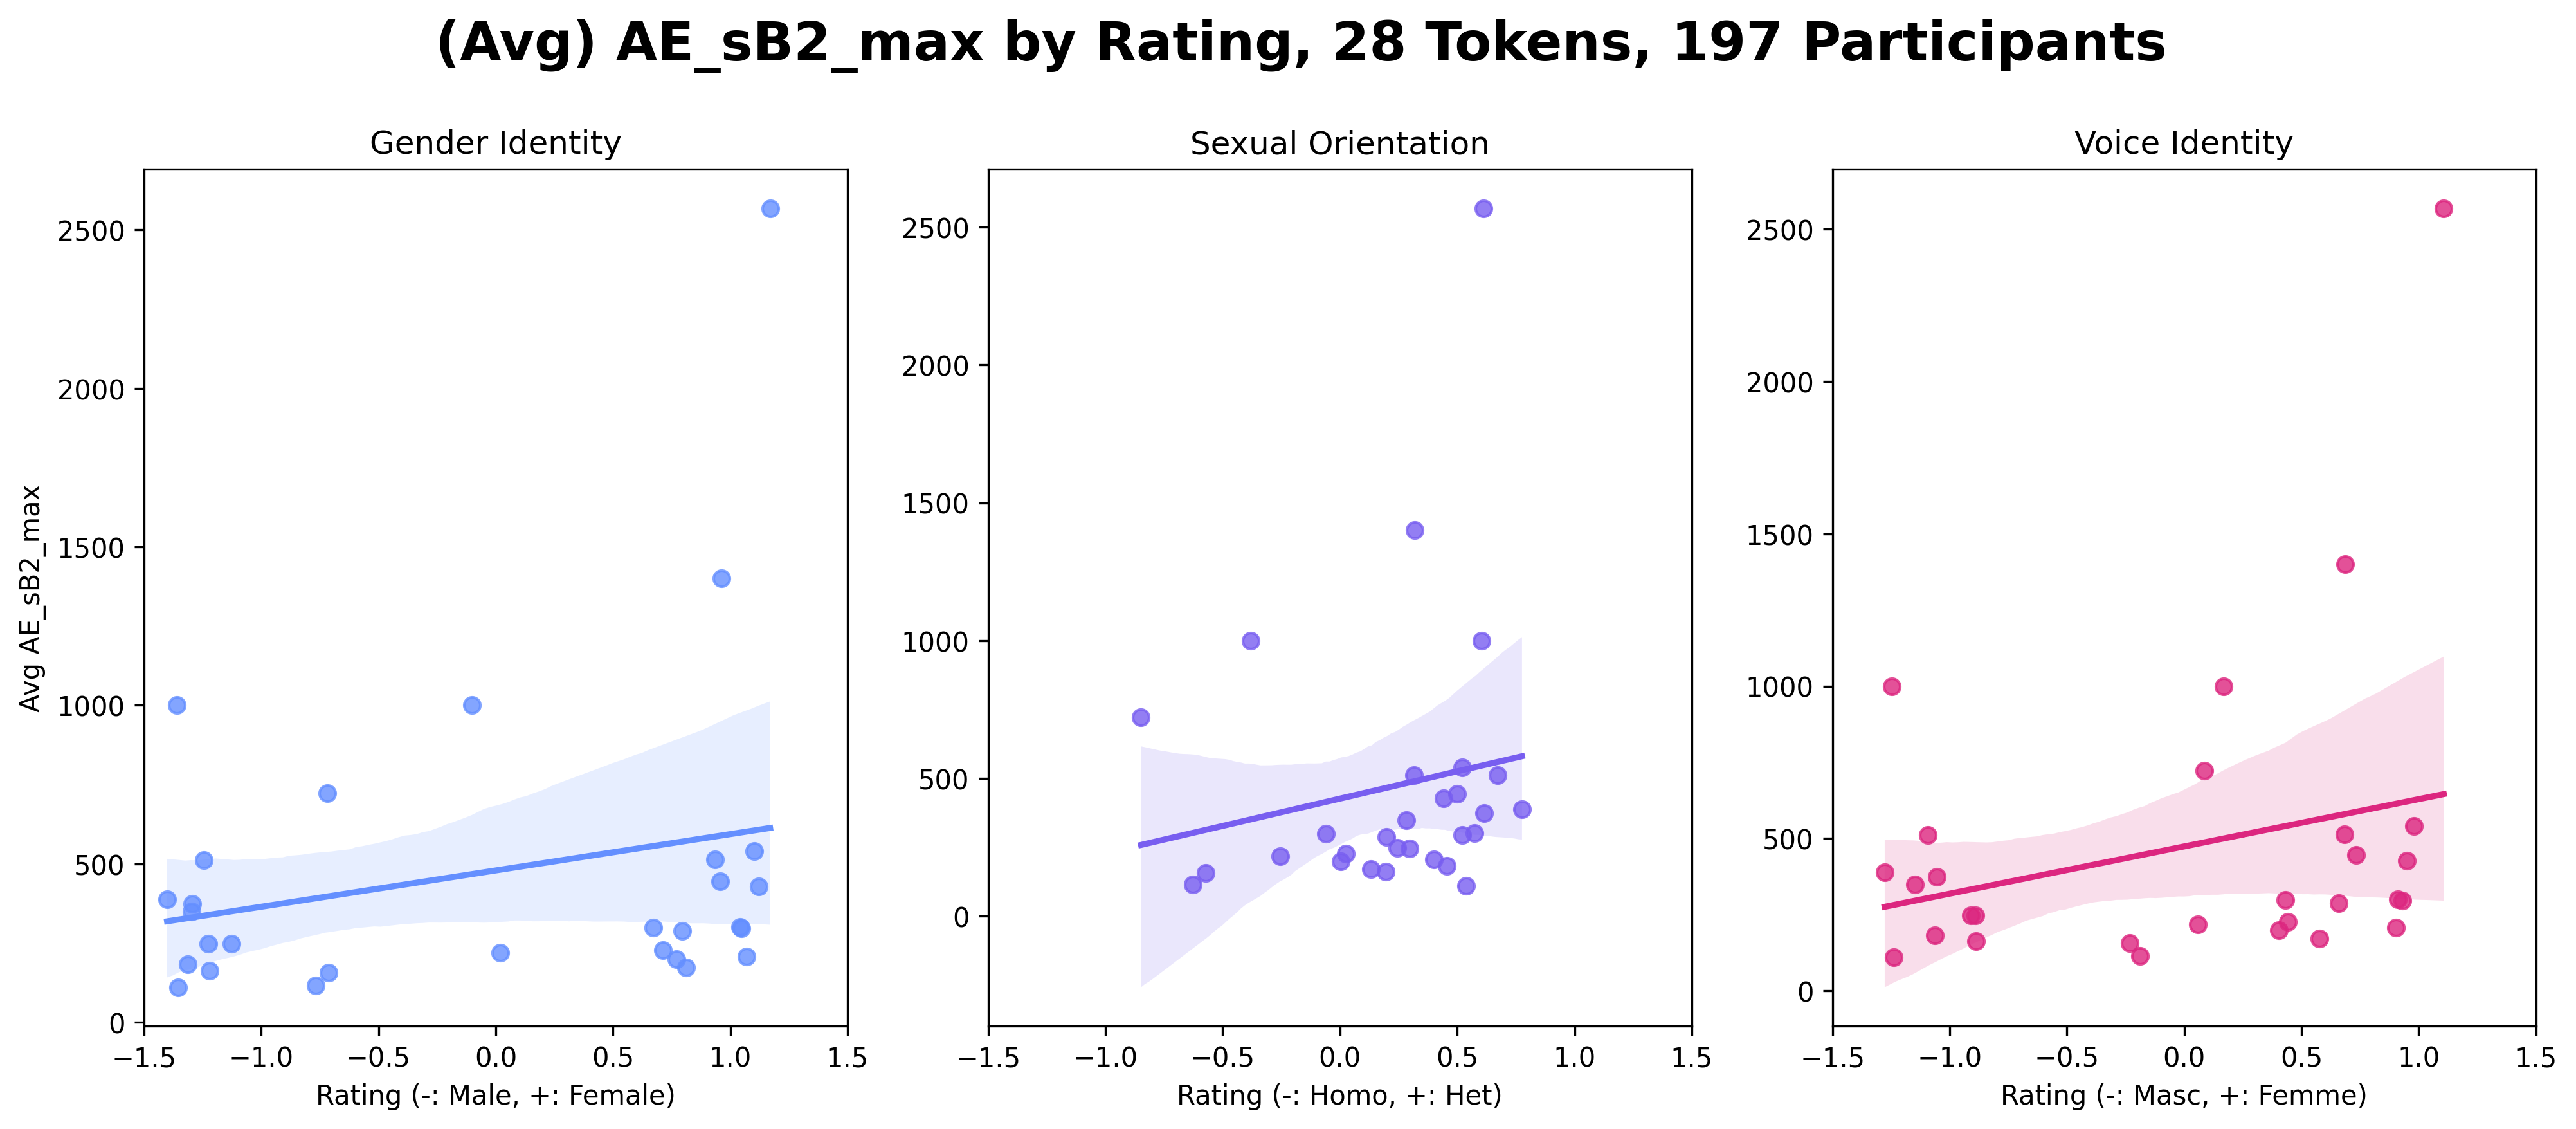 (Avg) AE_sB2_max by Rating, 28 Tokens, 197 Participants
Gender Identity
Avg AE_sB2_max
2500
2000
1500
1000
500
0
−1.5 −1.0 −0.5 0.0 0.5 1.0 1.5
Rating (-: Male, +: Female)
Sexual Orientation
2500
2000
1500
1000
500
0
−1.5 −1.0 −0.5 0.0 0.5 1.0 1.5
Rating (-: Homo, +: Het)
Voice Identity
2500
2000
1500
1000
500
0
−1.5 −1.0 −0.5 0.0 0.5 1.0 1.5
Rating (-: Masc, +: Femme)